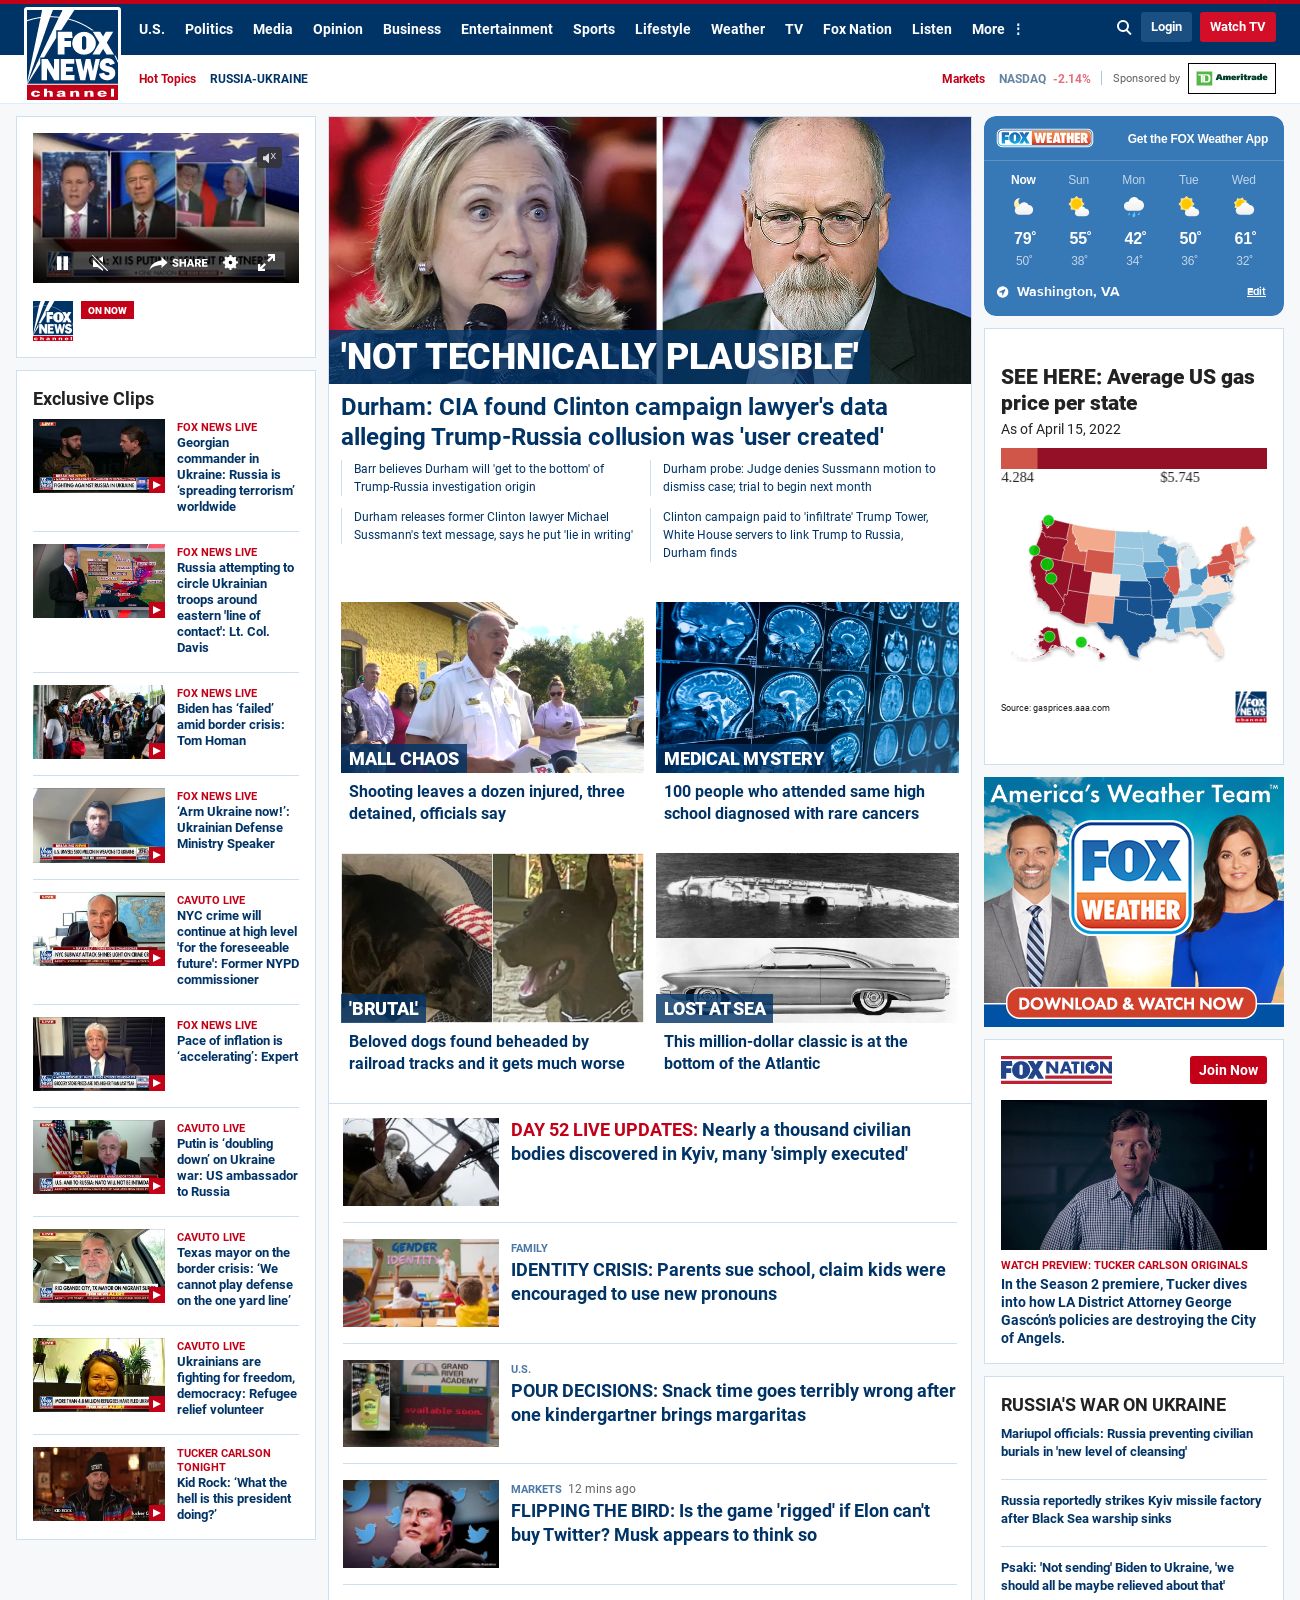 FOX NEWS channel
U.S. Politics Media Opinion Business Entertainment Sports Lifestyle Weather TV Fox Nation Listen More
Login
Watch TV
Hot Topics RUSSIA-UKRAINE
Markets NASDAQ -2.14%
Sponsored by
TD Ameritrade
SHARE
FOX NEWS channel
ON NOW
Exclusive Clips
FOX NEWS LIVE
Georgian
commander in
Ukraine: Russia is
‘spreading terrorism’
worldwide
FOX NEWS LIVE
Russia attempting to
circle Ukrainian
troops around
eastern 'line of
contact': Lt. Col.
Davis
FOX NEWS LIVE
Biden has ‘failed’
amid border crisis:
Tom Homan
FOX NEWS LIVE
‘Arm Ukraine now!’:
Ukrainian Defense
Ministry Speaker
CAVUTO LIVE
NYC crime will
continue at high level
'for the foreseeable
future': Former NYPD
commissioner
FOX NEWS LIVE
Pace of inflation is
‘accelerating’: Expert
CAVUTO LIVE
Putin is ‘doubling
down’ on Ukraine
war: US ambassador
to Russia
CAVUTO LIVE
Texas mayor on the
border crisis: ‘We
cannot play defense
on the one yard line’
CAVUTO LIVE
Ukrainians are
fighting for freedom,
democracy: Refugee
relief volunteer
TUCKER CARLSON
TONIGHT
Kid Rock: ‘What the
hell is this president
doing?’
'NOT TECHNICALLY PLAUSIBLE'
Durham: CIA found Clinton campaign lawyer's data
alleging Trump-Russia collusion was 'user created'
Barr believes Durham will 'get to the bottom' of
Trump-Russia investigation origin
Durham probe: Judge denies Sussmann motion to
dismiss case; trial to begin next month
Durham releases former Clinton lawyer Michael
Sussmann's text message, says he put 'lie in writing'
Clinton campaign paid to 'infiltrate' Trump Tower,
White House servers to link Trump to Russia,
Durham finds
MALL CHAOS
Shooting leaves a dozen injured, three
detained, officials say
MEDICAL MYSTERY
100 people who attended same high
school diagnosed with rare cancers
'BRUTAL'
Beloved dogs found beheaded by
railroad tracks and it gets much worse
LOST AT SEA
This million-dollar classic is at the
bottom of the Atlantic
DAY 52 LIVE UPDATES: Nearly a thousand civilian
bodies discovered in Kyiv, many 'simply executed'
GENDER
IDENTITY
FAMILY
IDENTITY CRISIS: Parents sue school, claim kids were
encouraged to use new pronouns
GRAND
RIVER
ACADEMY
available soon.
U.S.
POUR DECISIONS: Snack time goes terribly wrong after
one kindergartner brings margaritas
MARKETS 12 mins ago
FLIPPING THE BIRD: Is the game 'rigged' if Elon can't
buy Twitter? Musk appears to think so
FOX WEATHER
Get the FOX Weather App
Now Sun Mon Tue Wed
79° 55° 42° 50° 61°
50° 38° 34° 36° 32°
Washington, VA
Edit
SEE HERE: Average US gas
price per state
As of April 15, 2022
4.284 $5.745
Source: gasprices.aaa.com
FOX NEWS channel
America's Weather Team™
FOX
WEATHER
DOWNLOAD & WATCH NOW
FOX NATION
Join Now
WATCH PREVIEW: TUCKER CARLSON ORIGINALS
In the Season 2 premiere, Tucker dives
into how LA District Attorney George
Gascón's policies are destroying the City
of Angels.
RUSSIA'S WAR ON UKRAINE
Mariupol officials: Russia preventing civilian
burials in 'new level of cleansing'
Russia reportedly strikes Kyiv missile factory
after Black Sea warship sinks
Psaki: 'Not sending' Biden to Ukraine, 'we
should all be maybe relieved about that'